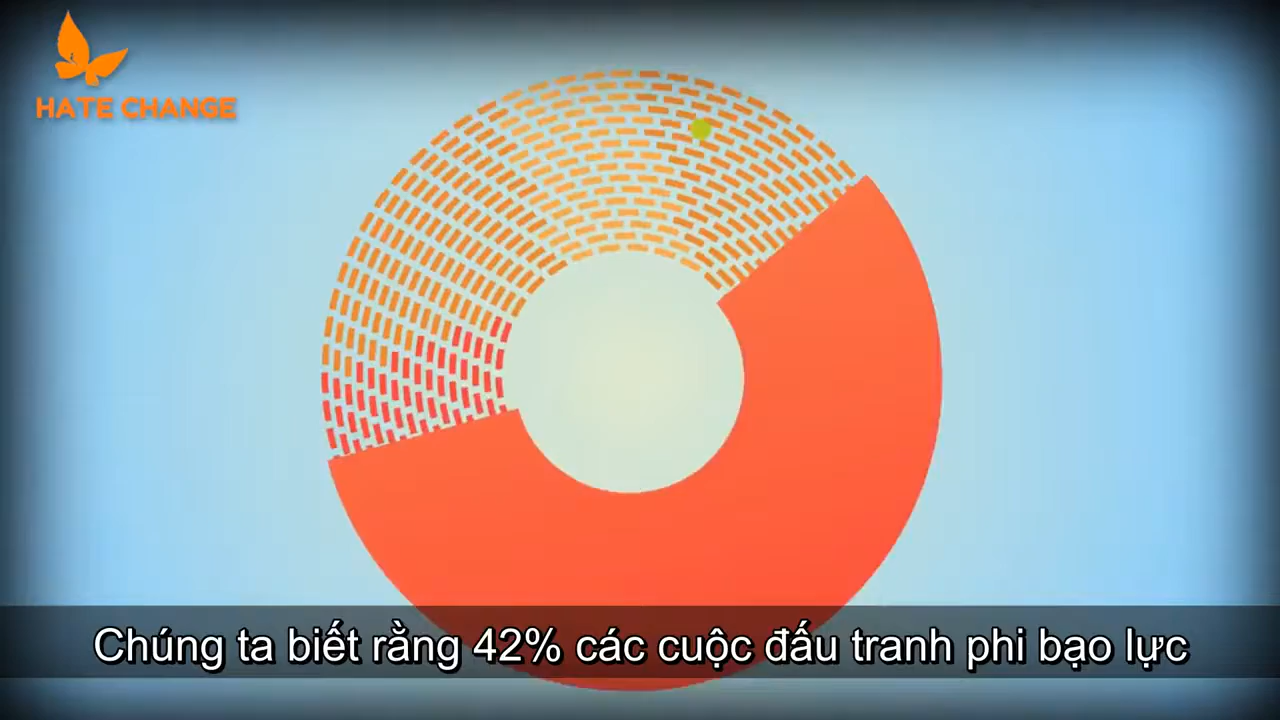 HATE CHANGE
Chúng ta biết rằng 42% các cuộc đấu tranh phi bạo lực